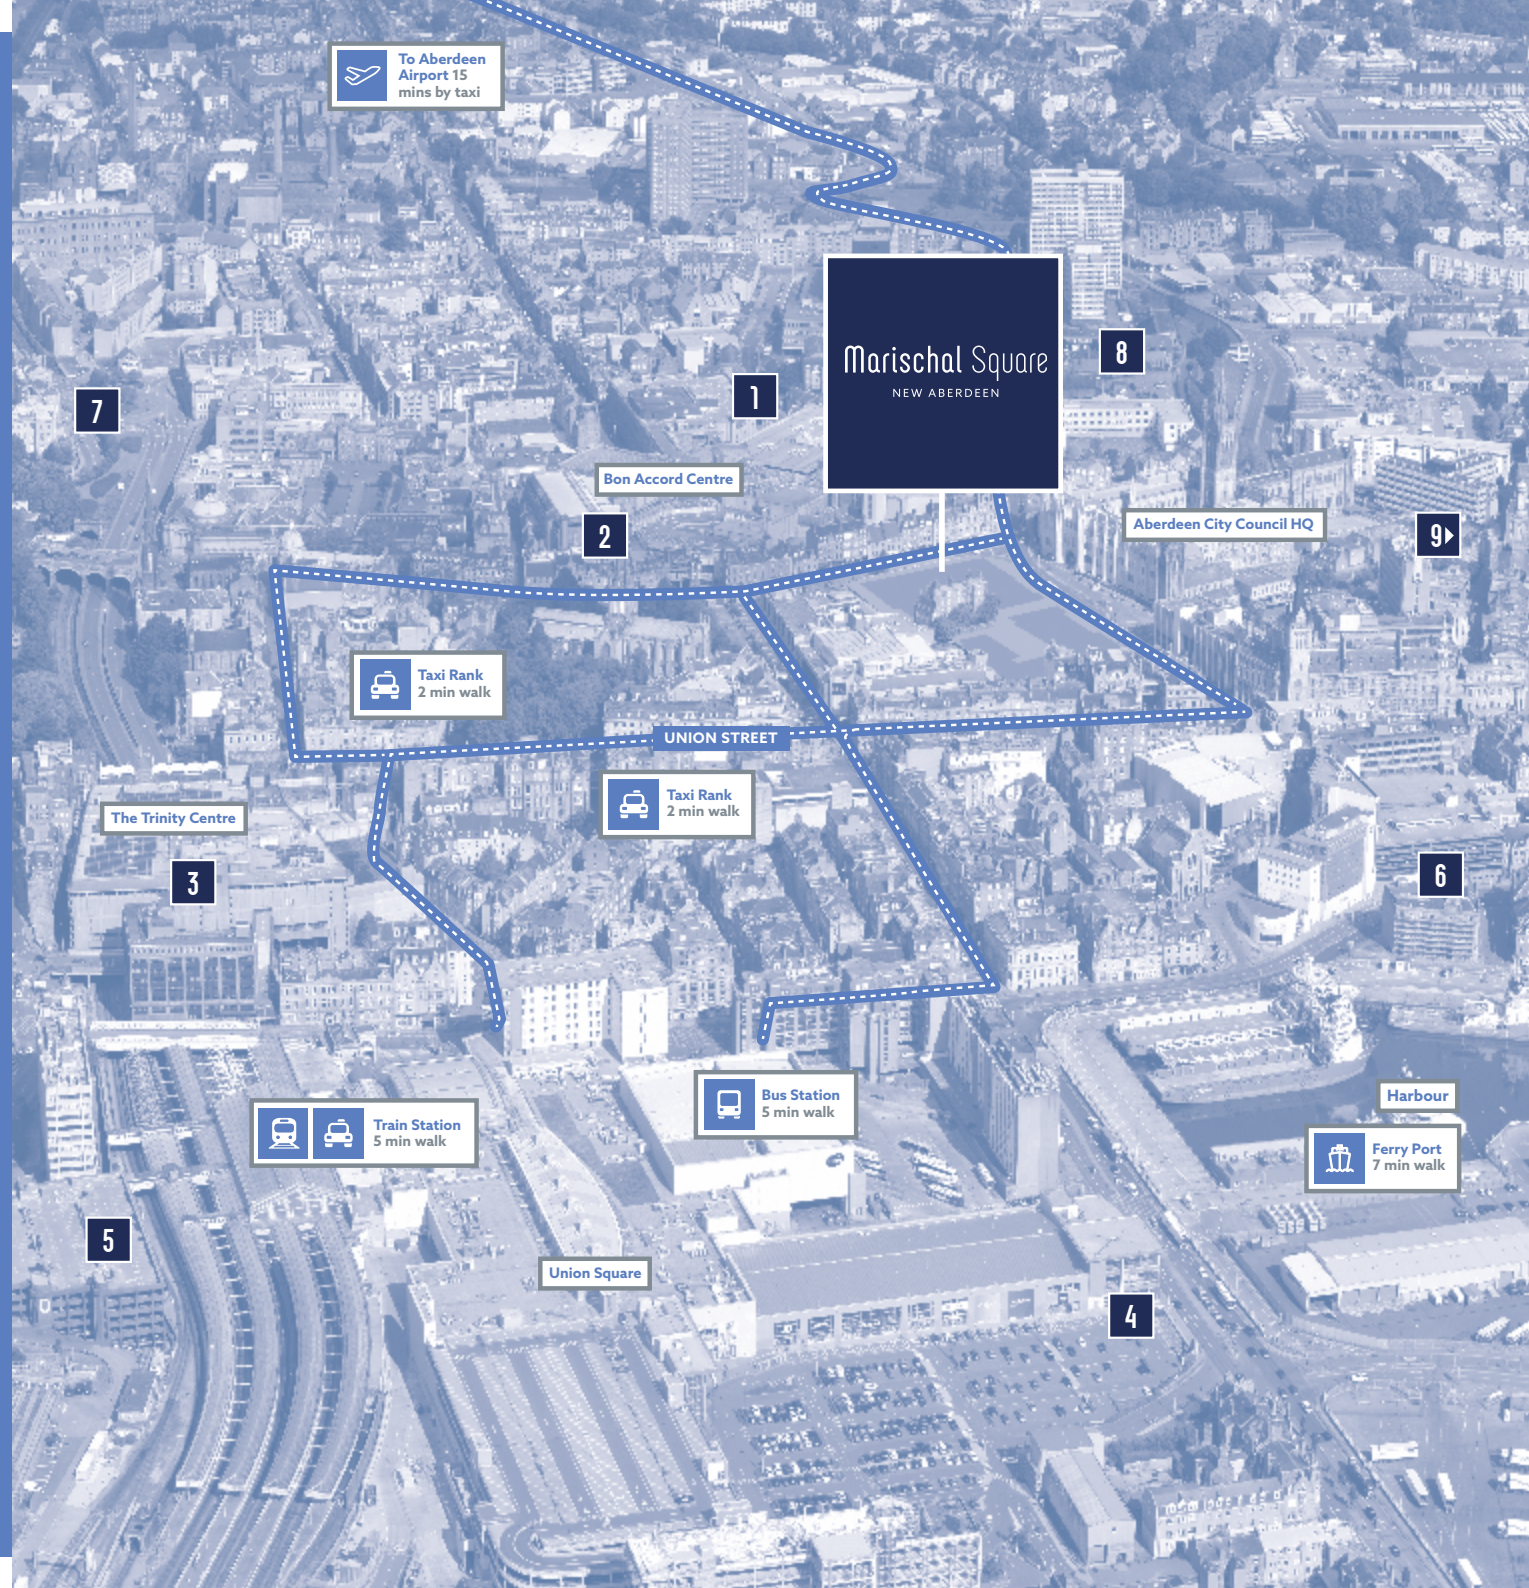 To Aberdeen
Airport 15
mins by taxi
Marischal Square
NEW ABERDEEN
8
1
7
Bon Accord Centre
Aberdeen City Council HQ
2
9
Taxi Rank
2 min walk
UNION STREET
Taxi Rank
2 min walk
The Trinity Centre
3
6
Bus Station
5 min walk
Harbour
Train Station
5 min walk
Ferry Port
7 min walk
5
Union Square
4